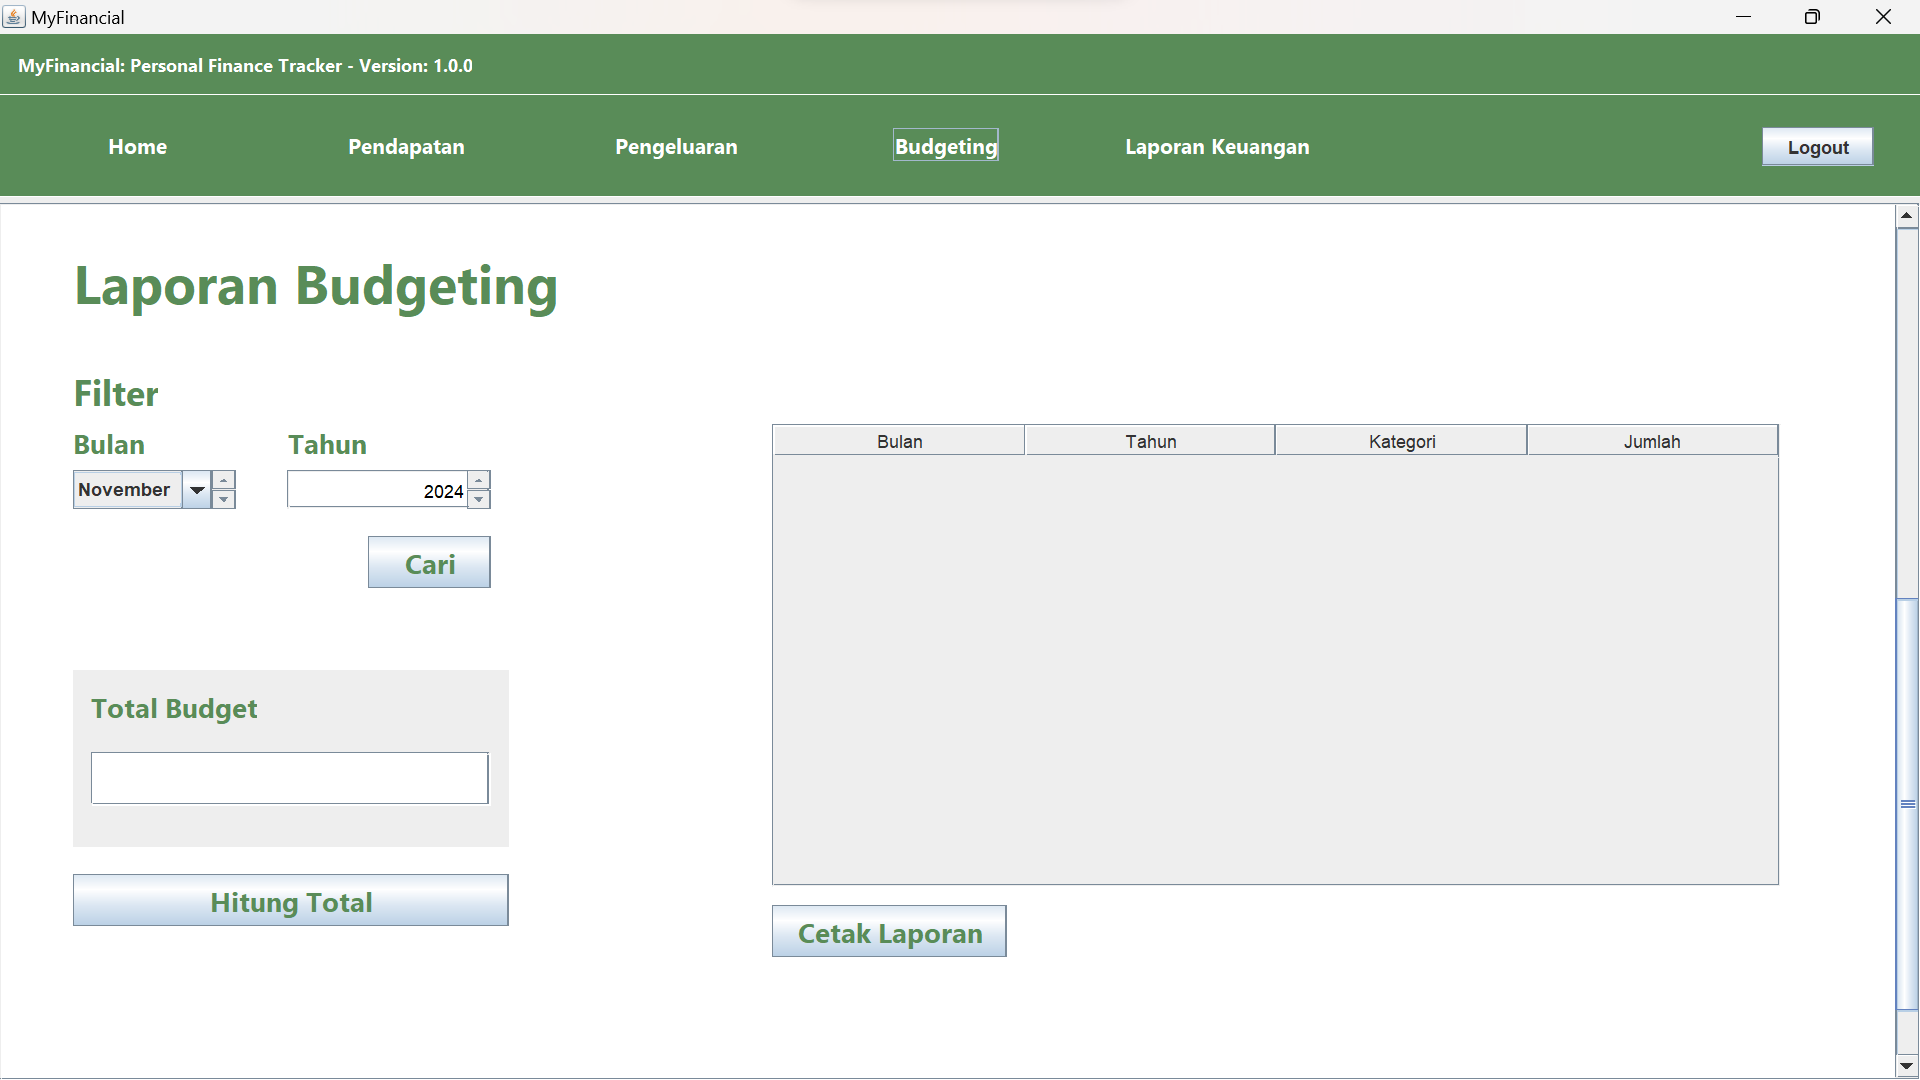 MyFinancial
MyFinancial: Personal Finance Tracker - Version: 1.0.0
Home Pendapatan Pengeluaran Budgeting Laporan Keuangan Logout
Laporan Budgeting
Filter
Bulan Tahun
November 2024
Cari
Total Budget
Hitung Total
Bulan Tahun Kategori Jumlah
Cetak Laporan